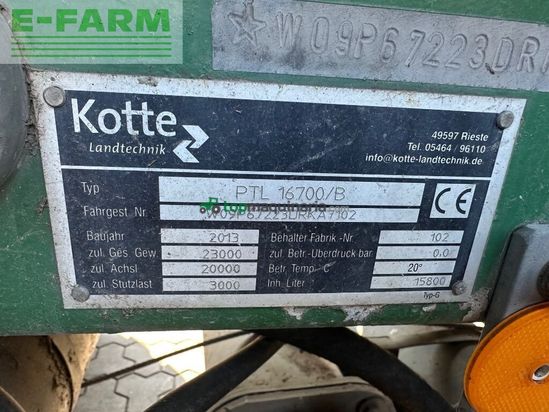 E-FARM
☆W09P67223DR
Kotte
Landtechnik
49597 Rieste
Tel. 05464 / 96110
info@kotte-landtechnik.de
Typ PTL 16700/B
Fahrgest Nr W09P67223DRKA7102
Baujahr 2013 Behälter Fabrik.-Nr. 102
zul. Ges Gew. 23000 zul. Betr-Überdruck bar 0.0
zul. Achsl 20000 Betr. Temp °C 20°
zul. Stutzlast 3000 Inh. Liter 15800
Typ-G